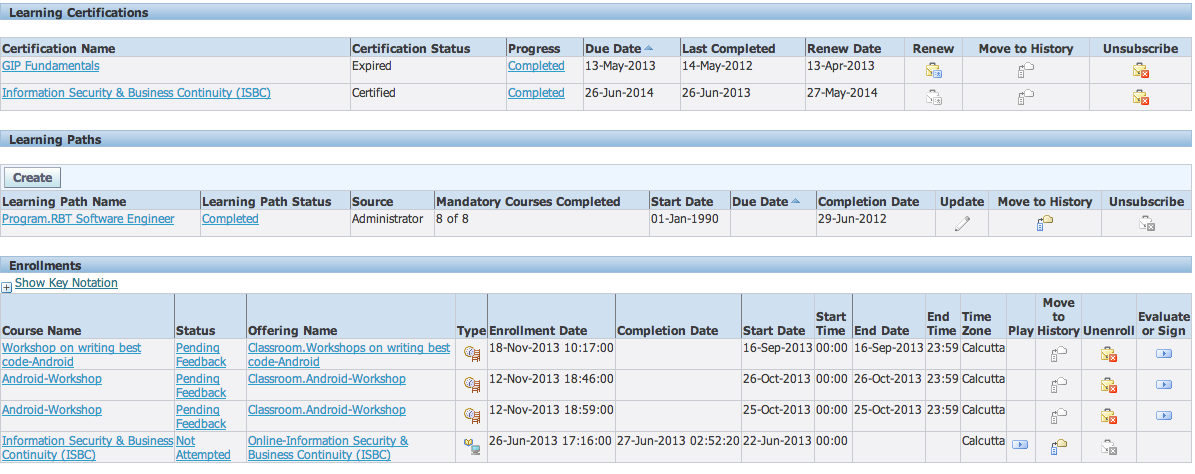 Learning Certifications
Certification Name Certification Status Progress Due Date Last Completed Renew Date Renew Move to History Unsubscribe
GIP Fundamentals Expired Completed 13-May-2013 14-May-2012 13-Apr-2013
Information Security & Business Continuity (ISBC) Certified Completed 26-Jun-2014 26-Jun-2013 27-May-2014
Learning Paths
Create
Learning Path Name Learning Path Status Source Mandatory Courses Completed Start Date Due Date Completion Date Update Move to History Unsubscribe
Program.RBT Software Engineer Completed Administrator 8 of 8 01-Jan-1990 29-Jun-2012
Enrollments
Show Key Notation
Course Name Status Offering Name Type Enrollment Date Completion Date Start Date Start Time End Date End Time Time Zone Play Move to History Unenroll Evaluate or Sign
Workshop on writing best Pending Classroom.Workshops on writing best 18-Nov-2013 10:17:00 16-Sep-2013 00:00 16-Sep-2013 23:59 Calcutta
code-Android Feedback code-Android
Android-Workshop Pending Classroom.Android-Workshop 12-Nov-2013 18:46:00 26-Oct-2013 00:00 26-Oct-2013 23:59 Calcutta
Feedback
Android-Workshop Pending Classroom.Android-Workshop 12-Nov-2013 18:59:00 25-Oct-2013 00:00 25-Oct-2013 23:59 Calcutta
Feedback
Information Security & Business Not Online-Information Security & 26-Jun-2013 17:16:00 27-Jun-2013 02:52:20 22-Jun-2013 00:00 Calcutta
Continuity (ISBC) Attempted Business Continuity (ISBC)